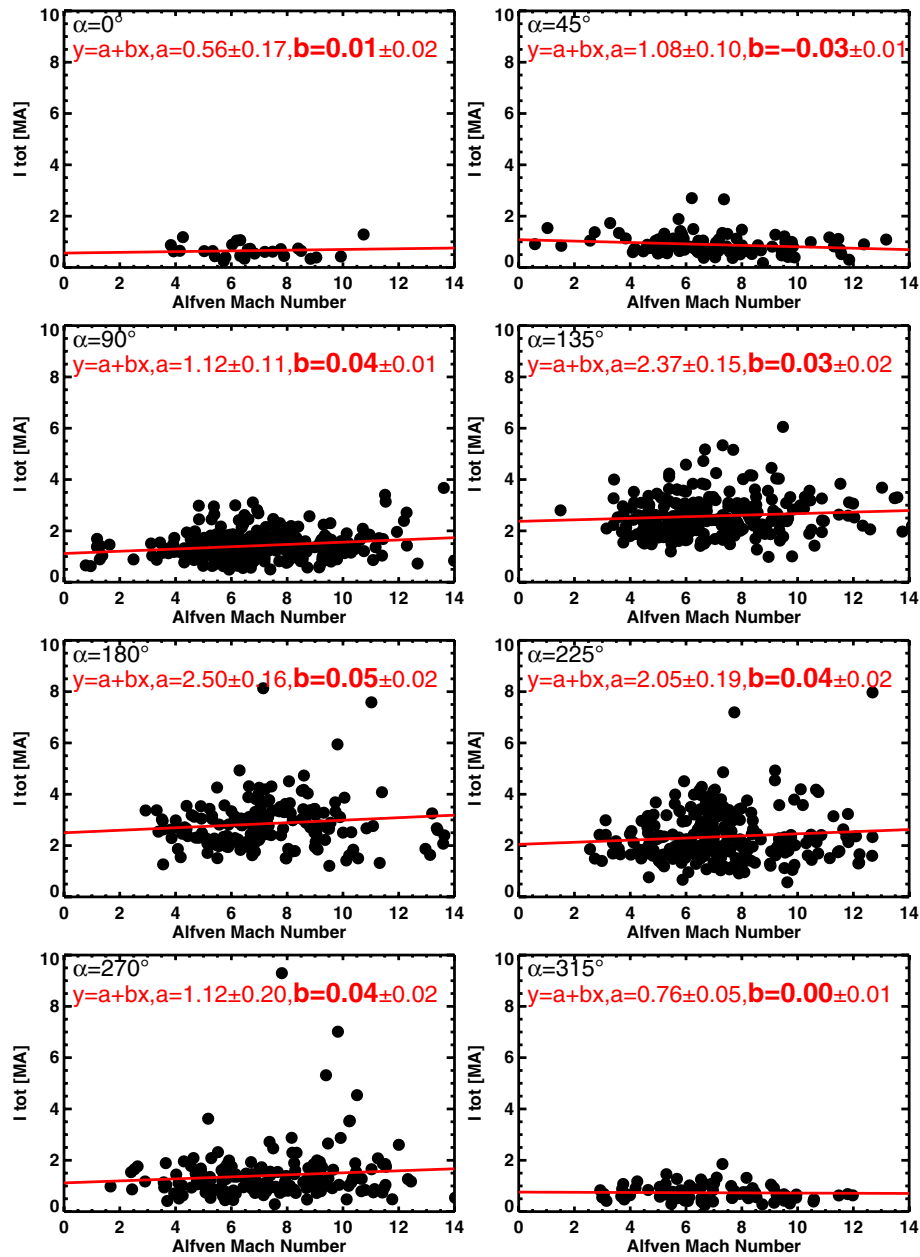 α=0°
y=a+bx,a=0.56±0.17,b=0.01±0.02
10
8
6
4
2
0
I tot [MA]
0 2 4 6 8 10 12 14
Alfven Mach Number
α=45°
y=a+bx,a=1.08±0.10,b=−0.03±0.01
10
8
6
4
2
0
I tot [MA]
0 2 4 6 8 10 12 14
Alfven Mach Number
α=90°
y=a+bx,a=1.12±0.11,b=0.04±0.01
10
8
6
4
2
0
I tot [MA]
0 2 4 6 8 10 12 14
Alfven Mach Number
α=135°
y=a+bx,a=2.37±0.15,b=0.03±0.02
10
8
6
4
2
0
I tot [MA]
0 2 4 6 8 10 12 14
Alfven Mach Number
α=180°
y=a+bx,a=2.50±0.16,b=0.05±0.02
10
8
6
4
2
0
I tot [MA]
0 2 4 6 8 10 12 14
Alfven Mach Number
α=225°
y=a+bx,a=2.05±0.19,b=0.04±0.02
10
8
6
4
2
0
I tot [MA]
0 2 4 6 8 10 12 14
Alfven Mach Number
α=270°
y=a+bx,a=1.12±0.20,b=0.04±0.02
10
8
6
4
2
0
I tot [MA]
0 2 4 6 8 10 12 14
Alfven Mach Number
α=315°
y=a+bx,a=0.76±0.05,b=0.00±0.01
10
8
6
4
2
0
I tot [MA]
0 2 4 6 8 10 12 14
Alfven Mach Number